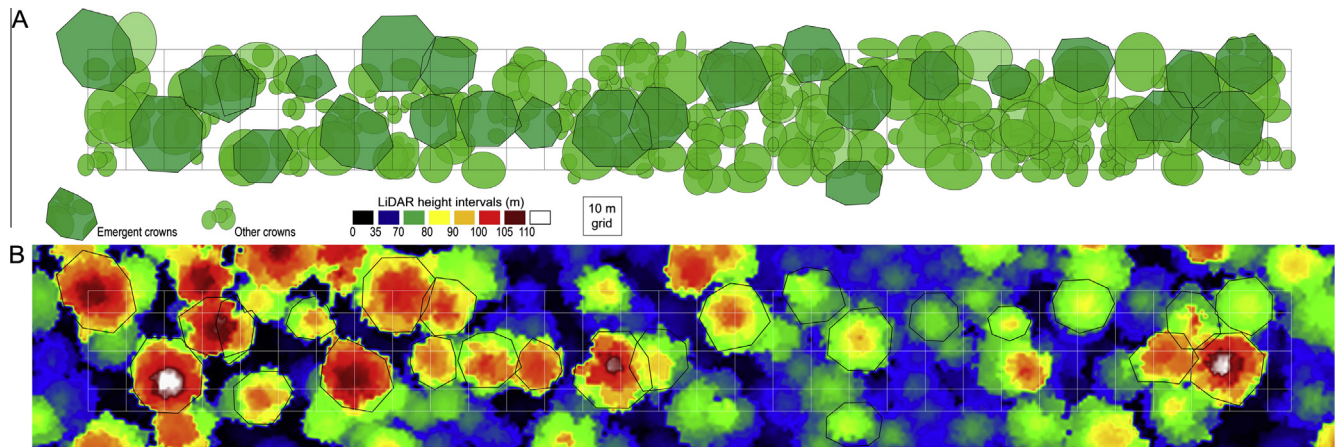 A
LiDAR height intervals (m)
0 35 70 80 90 100 105 110
10 m
grid
Emergent crowns
Other crowns
B